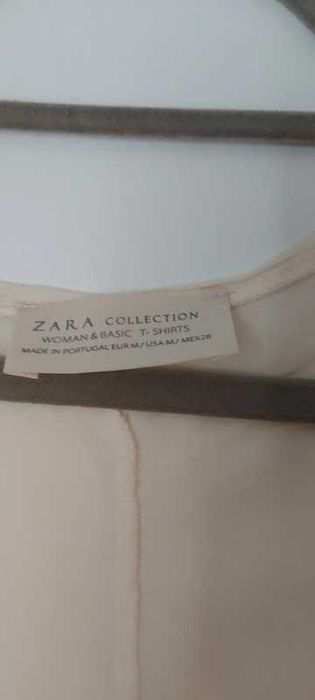 ZARA COLLECTION
WOMAN & BASIC T-SHIRTS
MADE IN PORTUGAL EUR M / USA M / MEX 28